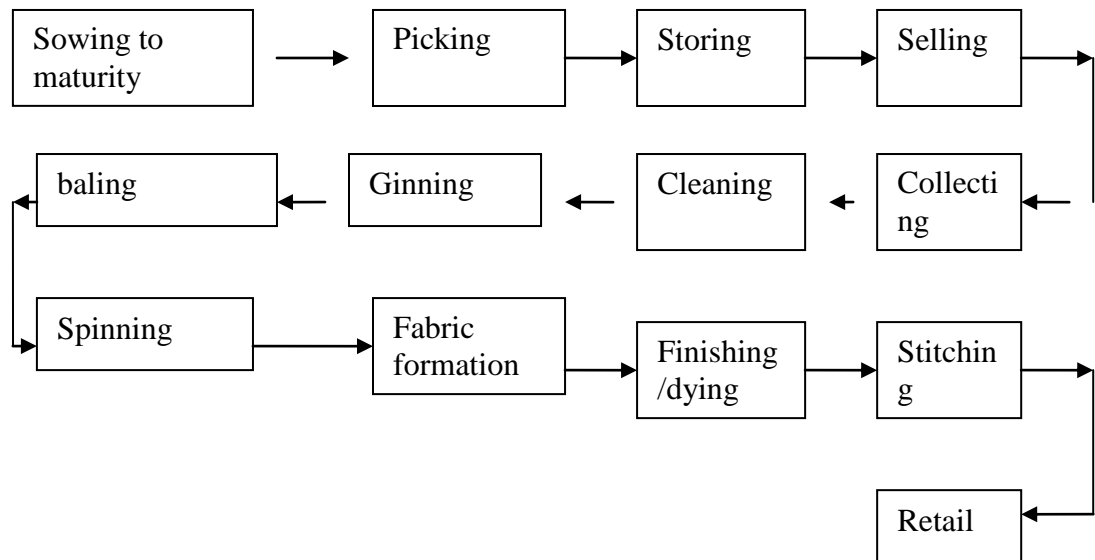 Sowing to
maturity
Picking
Storing
Selling
baling
Ginning
Cleaning
Collecti
ng
Spinning
Fabric
formation
Finishing
/dying
Stitchin
g
Retail